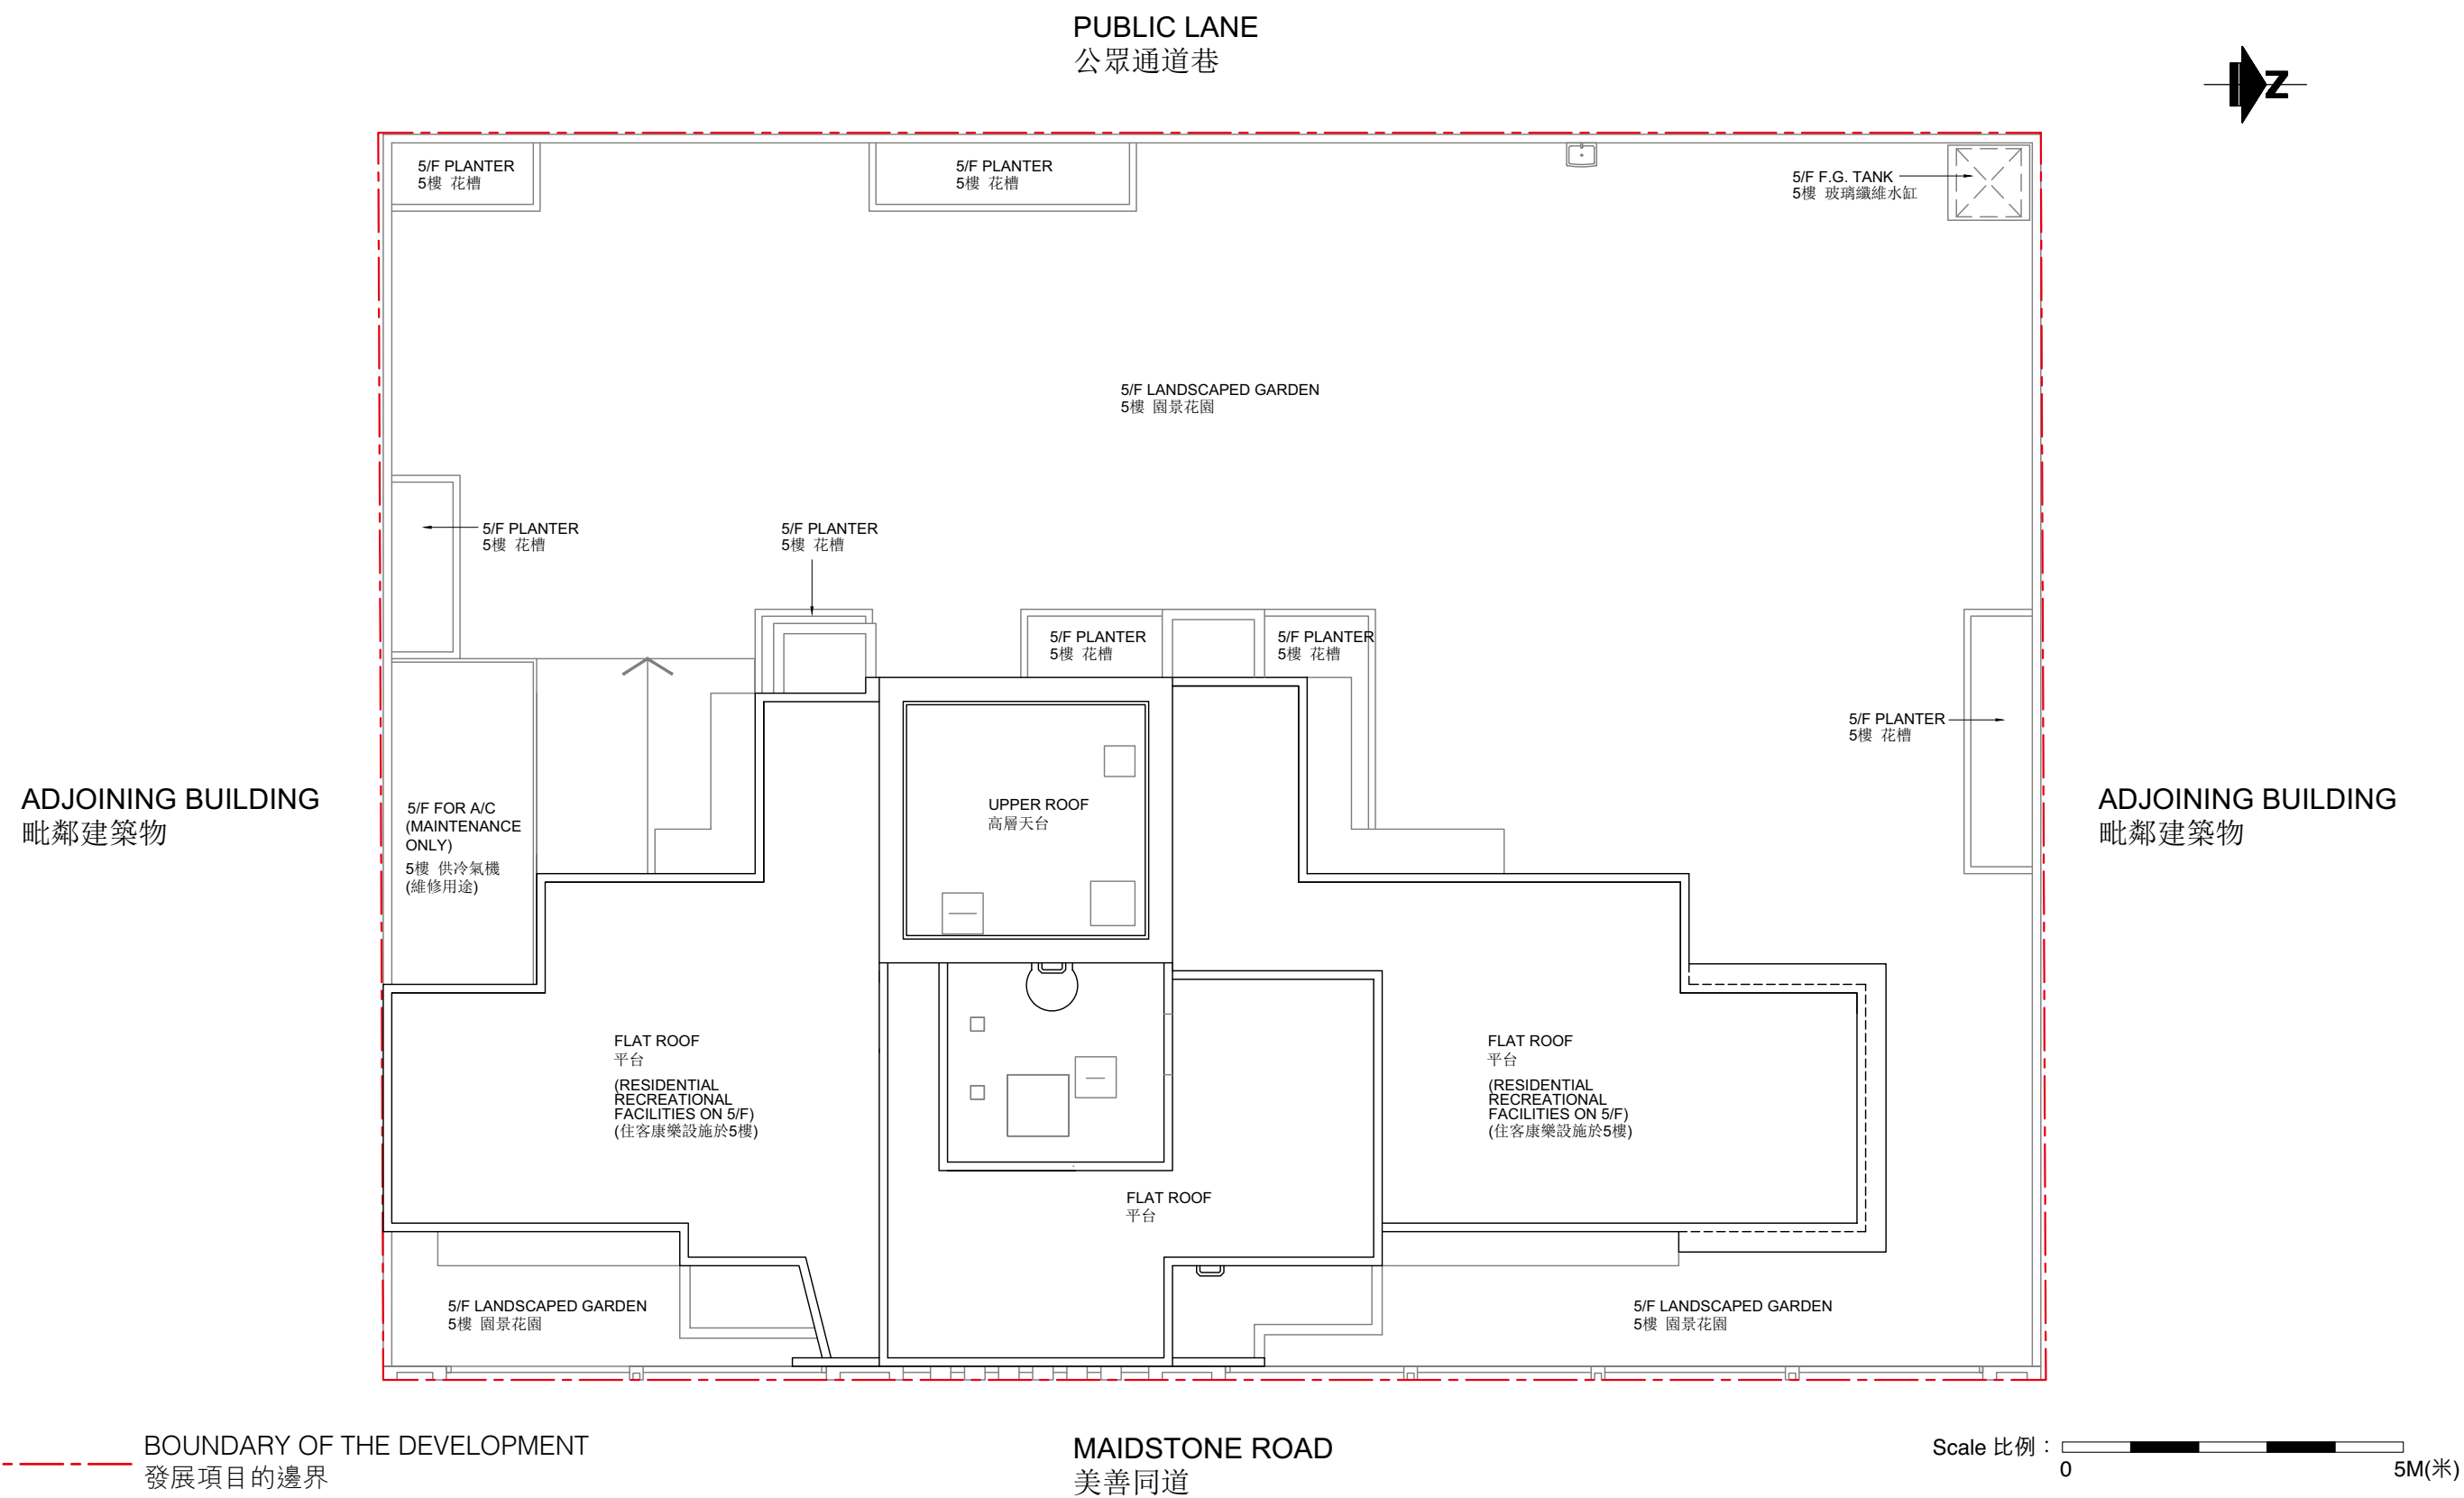 PUBLIC LANE
公眾通道巷
Z
5/F PLANTER
5樓 花槽
5/F PLANTER
5樓 花槽
5/F F.G. TANK
5樓 玻璃纖維水缸
5/F LANDSCAPED GARDEN
5樓 園景花園
5/F PLANTER
5樓 花槽
5/F PLANTER
5樓 花槽
5/F PLANTER
5樓 花槽
5/F PLANTER
5樓 花槽
5/F PLANTER
5樓 花槽
ADJOINING BUILDING
毗鄰建築物
5/F FOR A/C
(MAINTENANCE
ONLY)
5樓 供冷氣機
(維修用途)
UPPER ROOF
高層天台
ADJOINING BUILDING
毗鄰建築物
FLAT ROOF
平台
(RESIDENTIAL
RECREATIONAL
FACILITIES ON 5/F)
(住客康樂設施於5樓)
FLAT ROOF
平台
(RESIDENTIAL
RECREATIONAL
FACILITIES ON 5/F)
(住客康樂設施於5樓)
FLAT ROOF
平台
5/F LANDSCAPED GARDEN
5樓 園景花園
5/F LANDSCAPED GARDEN
5樓 園景花園
BOUNDARY OF THE DEVELOPMENT
發展項目的邊界
MAIDSTONE ROAD
美善同道
Scale 比例：
0 5M(米)